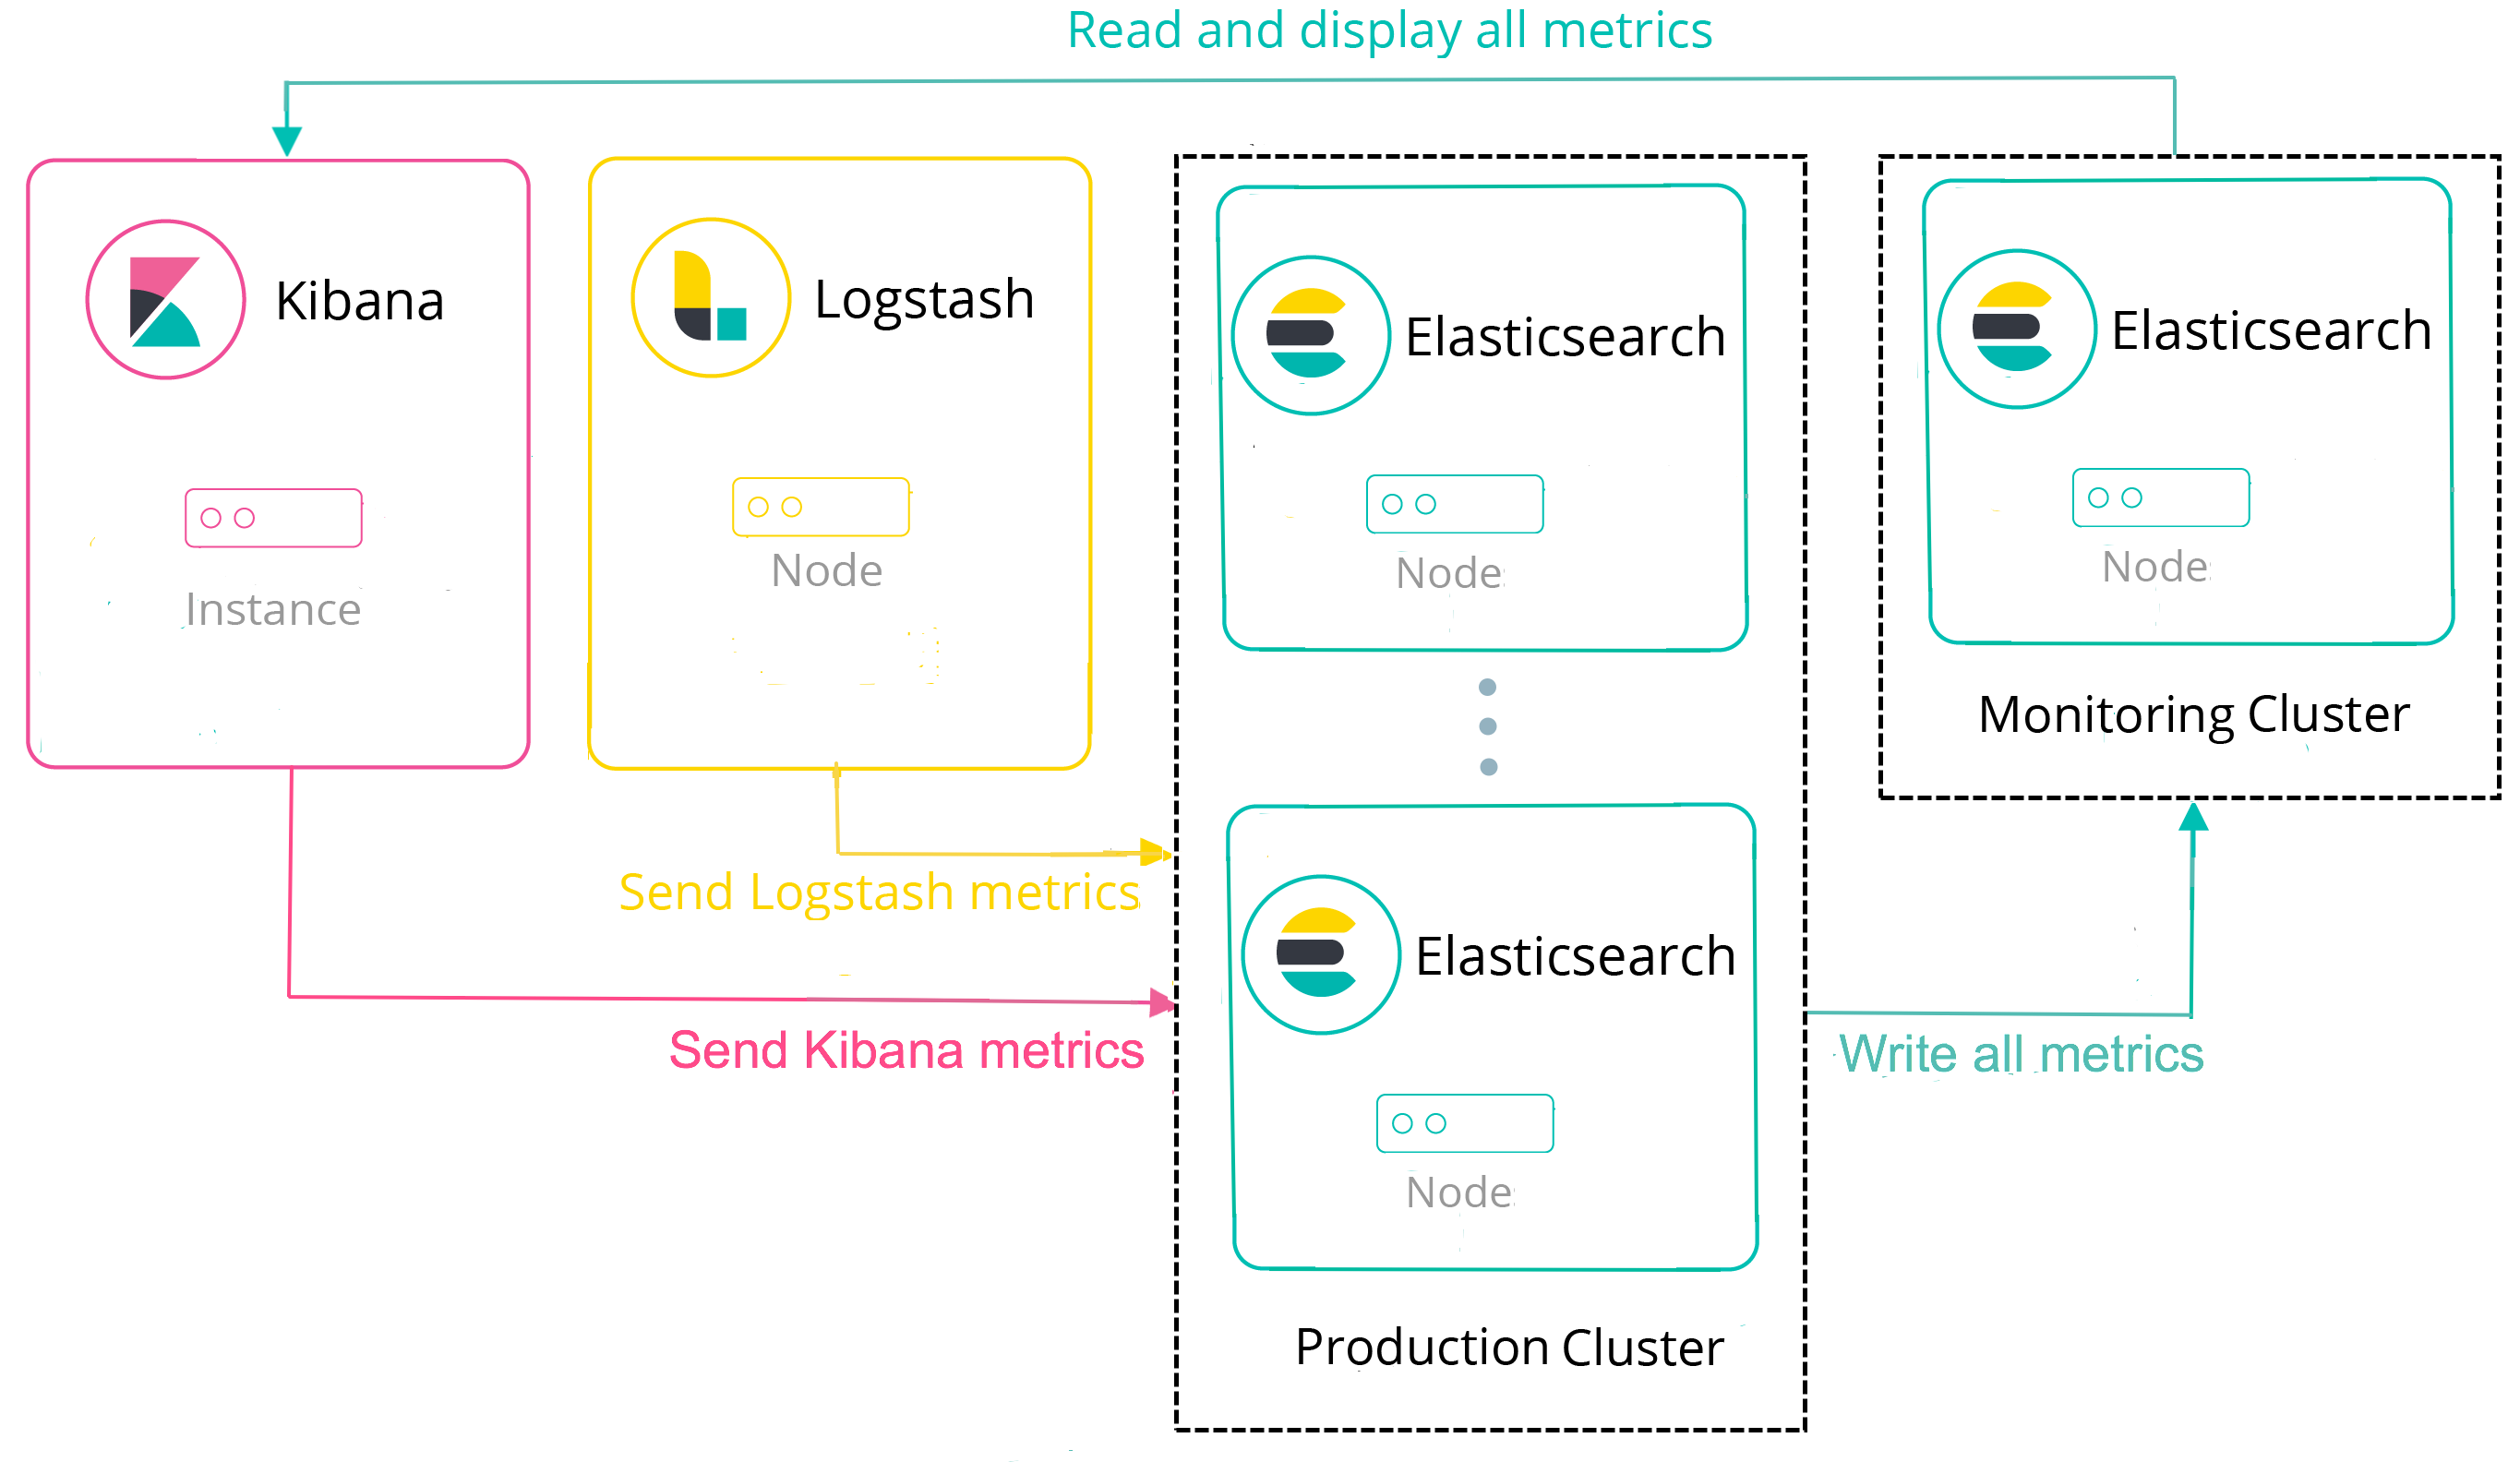 Read and display all metrics
Kibana
Instance
Logstash
Node
Elasticsearch
Node
Elasticsearch
Node
Monitoring Cluster
Send Logstash metrics
Send Kibana metrics
Elasticsearch
Node
Production Cluster
Write all metrics